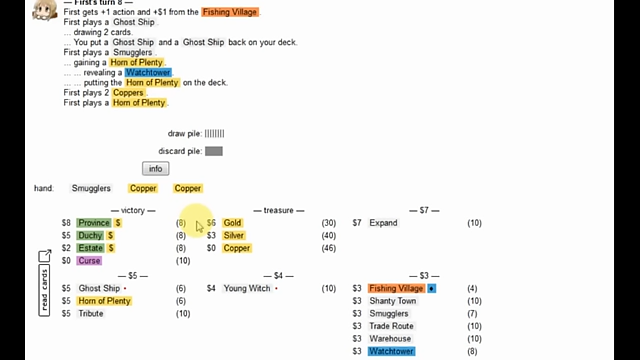 — First's turn 8 —
First gets +1 action and +$1 from the Fishing Village.
First plays a Ghost Ship.
... drawing 2 cards.
... You put a Ghost Ship and a Ghost Ship back on your deck.
First plays a Smugglers.
... gaining a Horn of Plenty.
... ... revealing a Watchtower.
... ... putting the Horn of Plenty on the deck.
First plays 2 Coppers.
First plays a Horn of Plenty.
draw pile:
discard pile:
info
hand: Smugglers Copper Copper
— victory — — treasure — — $7 —
$8 Province $ (8) $6 Gold (30) $7 Expand (10)
$5 Duchy $ (8) $3 Silver (40)
$2 Estate $ (8) $0 Copper (46)
$0 Curse (10)
read cards
— $5 — — $4 — — $3 —
$5 Ghost Ship • (6) $4 Young Witch • (10) $3 Fishing Village • (4)
$5 Horn of Plenty (6) $3 Shanty Town (10)
$5 Tribute (10) $3 Smugglers (7)
$3 Trade Route (10)
$3 Warehouse (10)
$3 Watchtower (8)